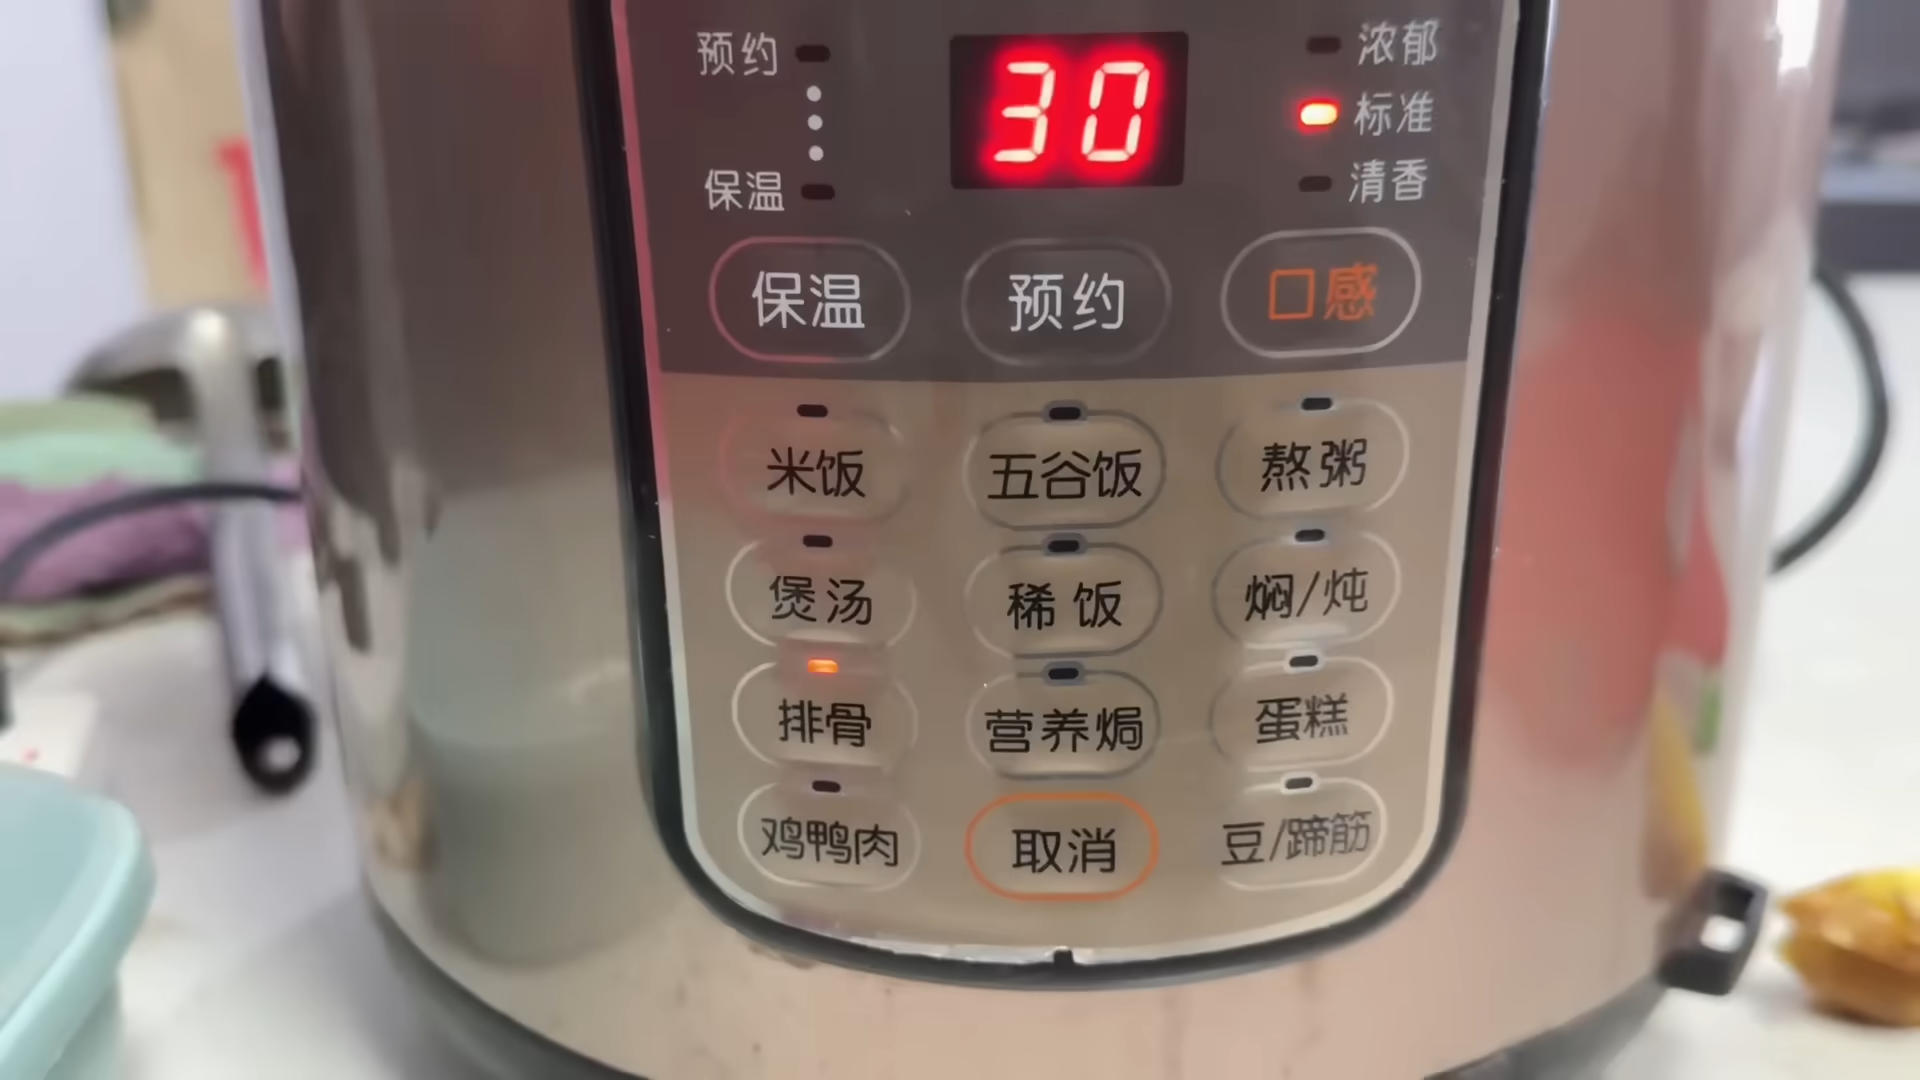 预约
30
浓郁
标准
保温
清香
保温 预约 口感
米饭 五谷饭 熬粥
煲汤 稀饭 焖/炖
排骨 营养焗 蛋糕
鸡鸭肉 取消 豆/蹄筋